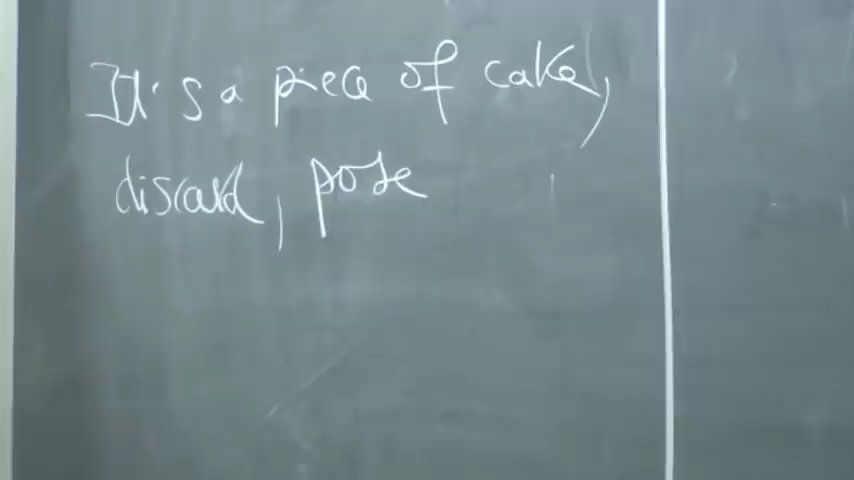 It's a piece of cake,
discard, pose